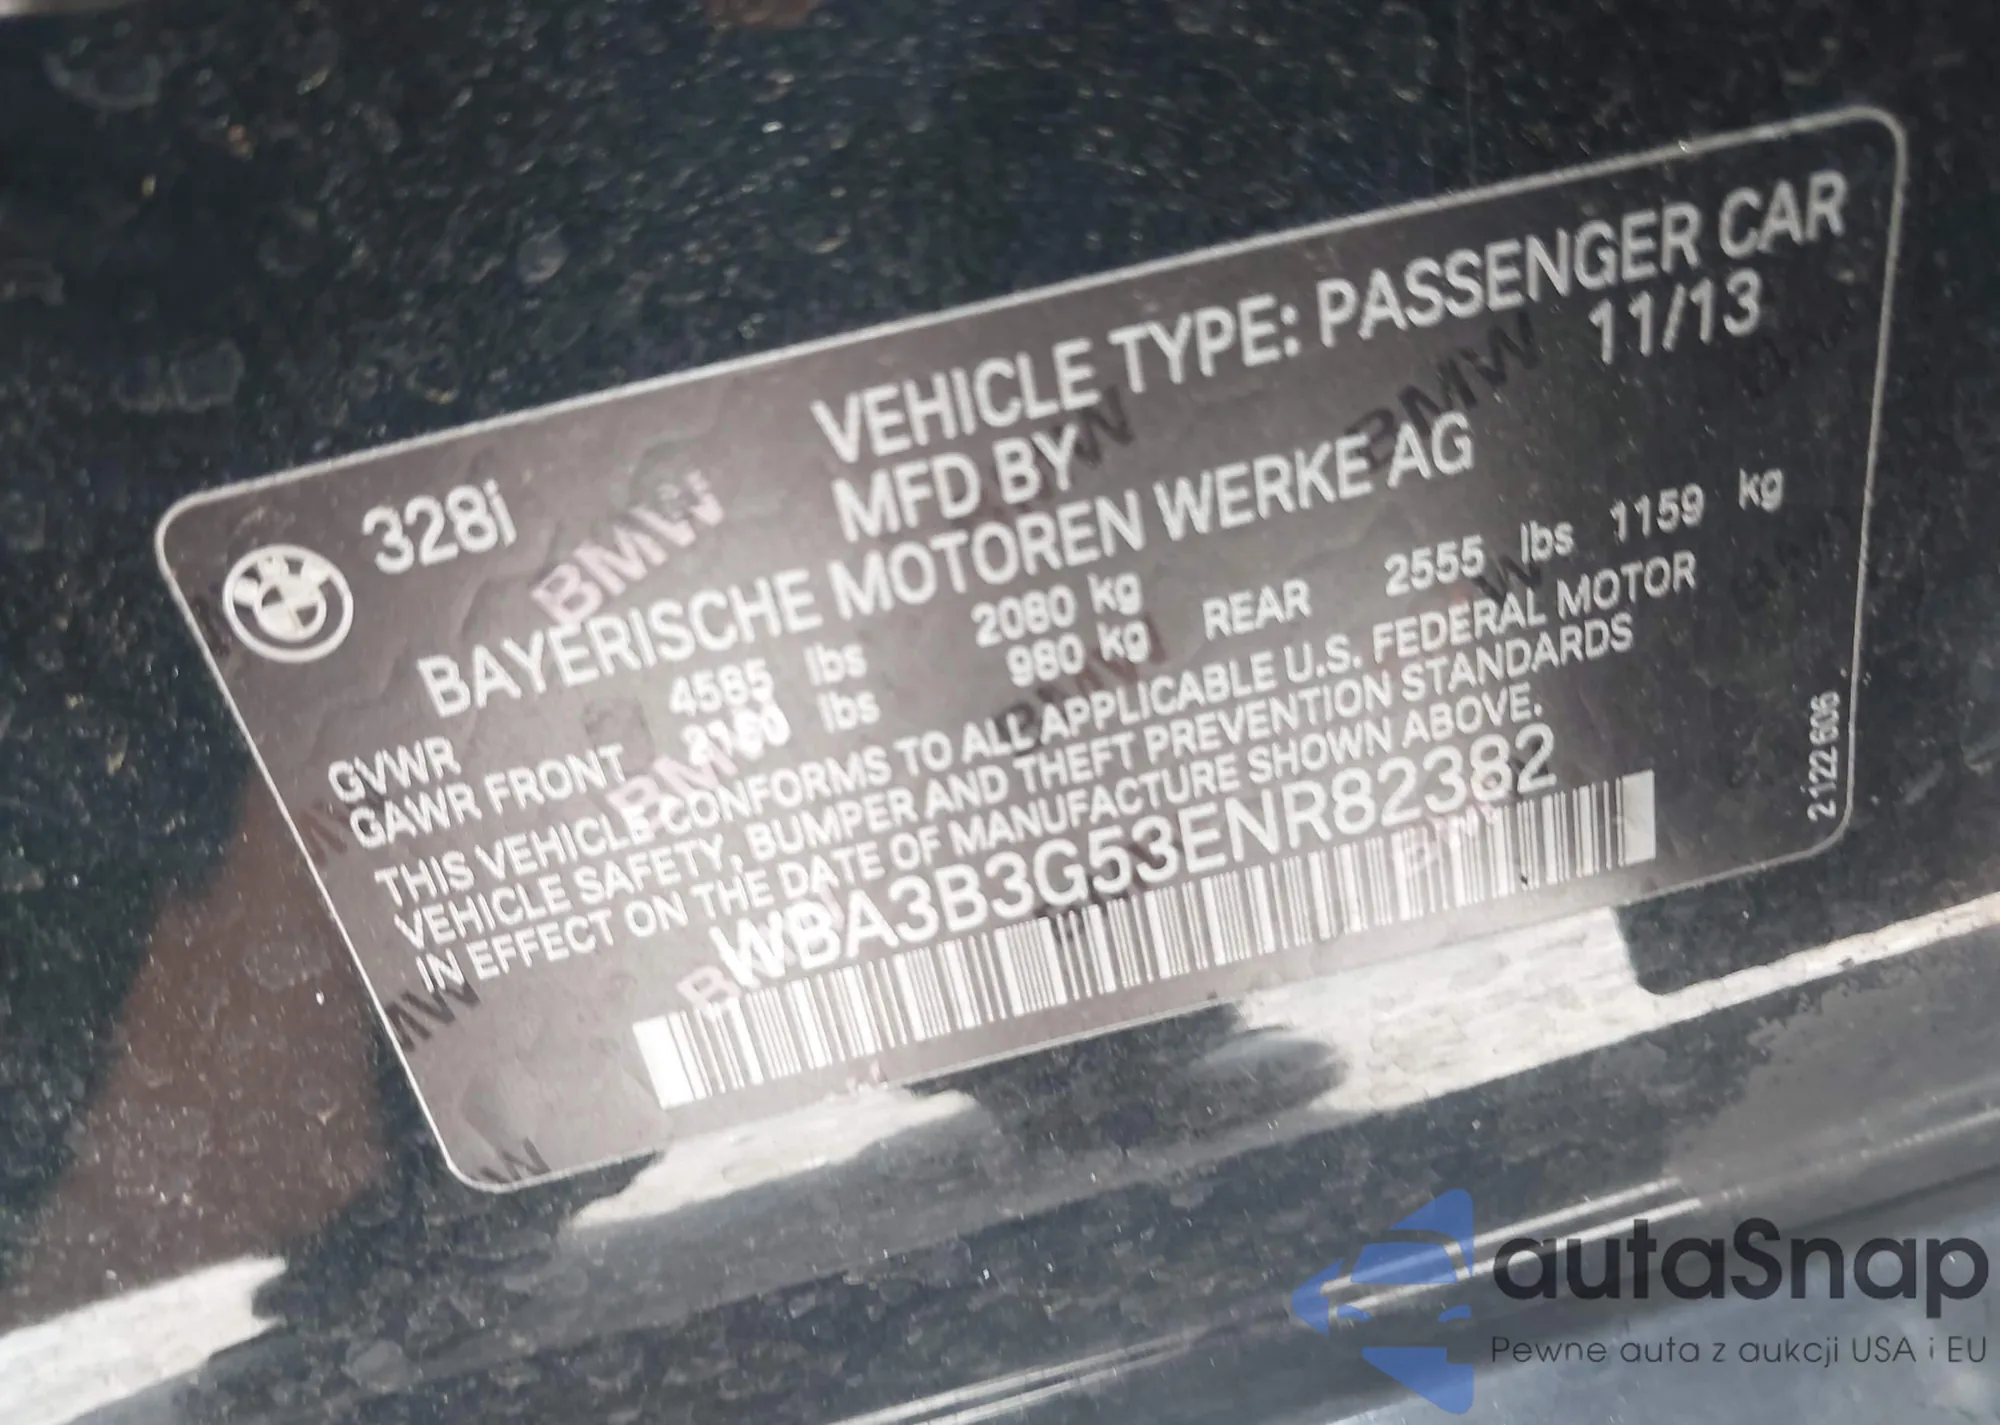 328i
VEHICLE TYPE: PASSENGER CAR
MFD BY 11/13
BAYERISCHE MOTOREN WERKE AG
GVWR 4585 lbs 2080 kg
GAWR FRONT 2160 lbs 980 kg REAR 2555 lbs 1159 kg
THIS VEHICLE CONFORMS TO ALL APPLICABLE U.S. FEDERAL MOTOR
VEHICLE SAFETY, BUMPER AND THEFT PREVENTION STANDARDS
IN EFFECT ON THE DATE OF MANUFACTURE SHOWN ABOVE.
WBA3B3G53ENR82382
2 122 606
autaSnap
Pewne auta z aukcji USA i EU